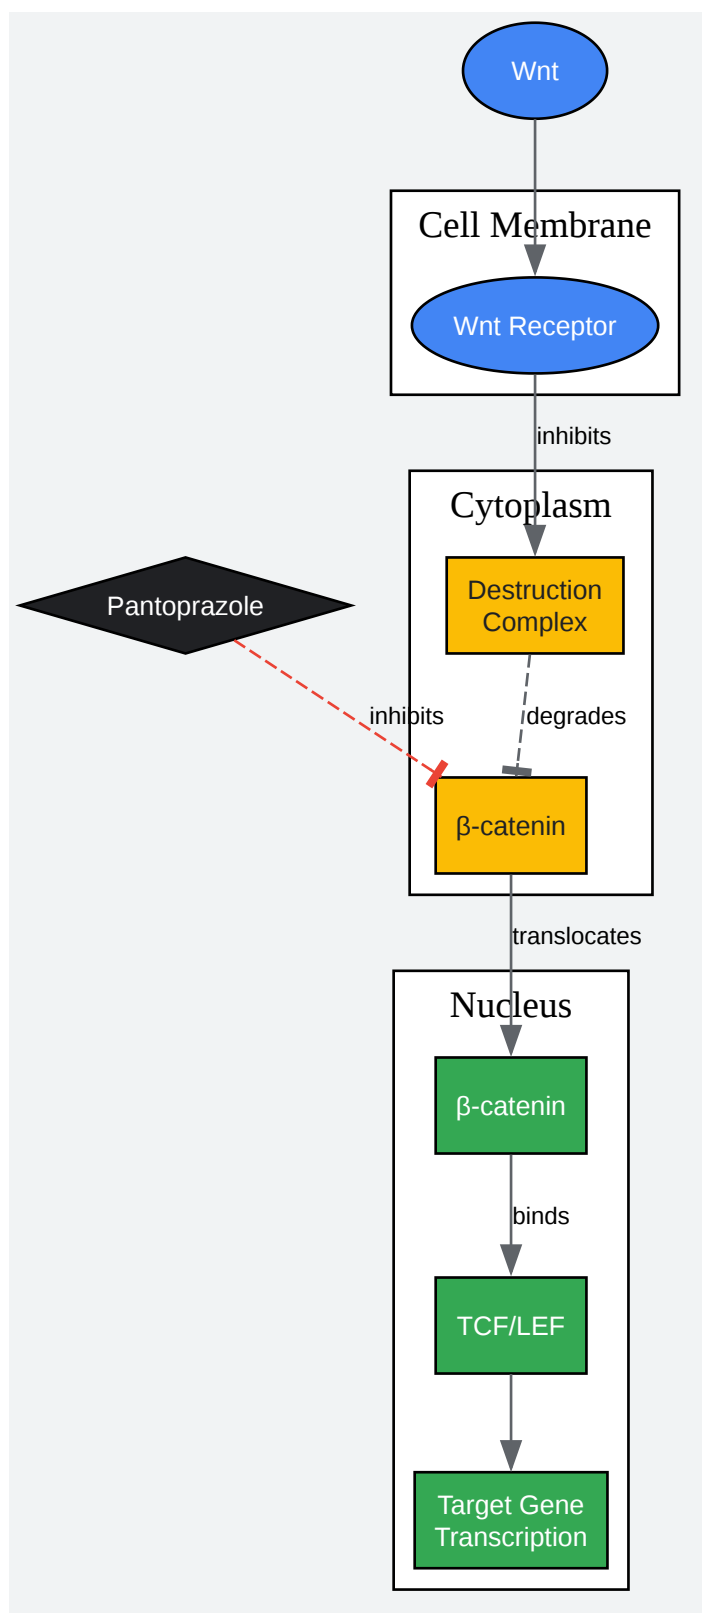 Wnt
Cell Membrane
Wnt Receptor
inhibits
Cytoplasm
Destruction
Complex
Pantoprazole
inhibits
degrades
β-catenin
translocates
Nucleus
β-catenin
binds
TCF/LEF
Target Gene
Transcription